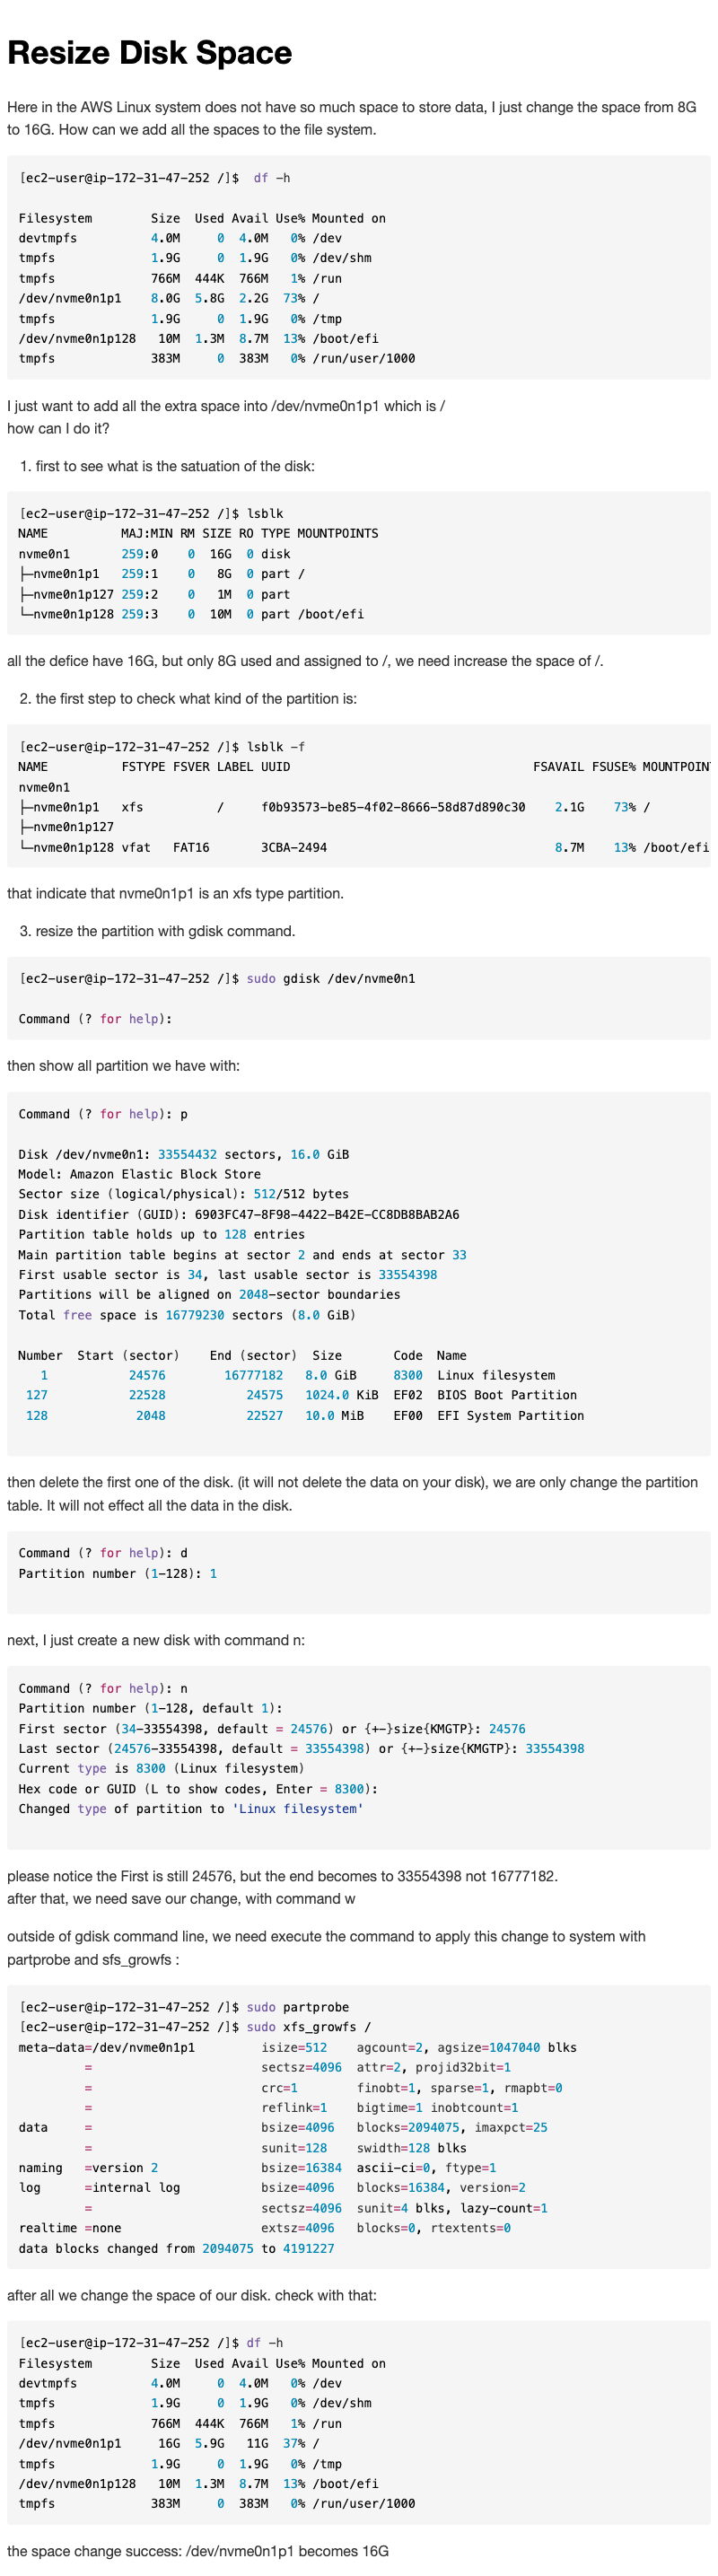 Resize Disk Space
Here in the AWS Linux system does not have so much space to store data, I just change the space from 8G
to 16G. How can we add all the spaces to the file system.
[ec2-user@ip-172-31-47-252 /]$  df -h
Filesystem        Size  Used Avail Use% Mounted on
devtmpfs          4.0M     0  4.0M   0% /dev
tmpfs             1.9G     0  1.9G   0% /dev/shm
tmpfs             766M  444K  766M   1% /run
/dev/nvme0n1p1    8.0G  5.8G  2.2G  73% /
tmpfs             1.9G     0  1.9G   0% /tmp
/dev/nvme0n1p128   10M  1.3M  8.7M  13% /boot/efi
tmpfs             383M     0  383M   0% /run/user/1000
I just want to add all the extra space into /dev/nvme0n1p1 which is /
how can I do it?
1. first to see what is the satuation of the disk:
[ec2-user@ip-172-31-47-252 /]$ lsblk
NAME          MAJ:MIN RM SIZE RO TYPE MOUNTPOINTS
nvme0n1       259:0    0  16G  0 disk
├─nvme0n1p1   259:1    0   8G  0 part /
├─nvme0n1p127 259:2    0   1M  0 part
└─nvme0n1p128 259:3    0  10M  0 part /boot/efi
all the defice have 16G, but only 8G used and assigned to /, we need increase the space of /.
2. the first step to check what kind of the partition is:
[ec2-user@ip-172-31-47-252 /]$ lsblk -f
NAME          FSTYPE FSVER LABEL UUID                                 FSAVAIL FSUSE% MOUNTPOIN
nvme0n1
├─nvme0n1p1   xfs          /     f0b93573-be85-4f02-8666-58d87d890c30    2.1G    73% /
├─nvme0n1p127
└─nvme0n1p128 vfat   FAT16       3CBA-2494                               8.7M    13% /boot/efi
that indicate that nvme0n1p1 is an xfs type partition.
3. resize the partition with gdisk command.
[ec2-user@ip-172-31-47-252 /]$ sudo gdisk /dev/nvme0n1
Command (? for help):
then show all partition we have with:
Command (? for help): p
Disk /dev/nvme0n1: 33554432 sectors, 16.0 GiB
Model: Amazon Elastic Block Store
Sector size (logical/physical): 512/512 bytes
Disk identifier (GUID): 6903FC47-8F98-4422-B42E-CC8DB8BAB2A6
Partition table holds up to 128 entries
Main partition table begins at sector 2 and ends at sector 33
First usable sector is 34, last usable sector is 33554398
Partitions will be aligned on 2048-sector boundaries
Total free space is 16779230 sectors (8.0 GiB)
Number  Start (sector)    End (sector)  Size       Code  Name
1           24576        16777182   8.0 GiB     8300  Linux filesystem
127           22528           24575   1024.0 KiB  EF02  BIOS Boot Partition
128            2048           22527   10.0 MiB    EF00  EFI System Partition
then delete the first one of the disk. (it will not delete the data on your disk), we are only change the partition
table. It will not effect all the data in the disk.
Command (? for help): d
Partition number (1-128): 1
next, I just create a new disk with command n:
Command (? for help): n
Partition number (1-128, default 1):
First sector (34-33554398, default = 24576) or {+-}size{KMGTP}: 24576
Last sector (24576-33554398, default = 33554398) or {+-}size{KMGTP}: 33554398
Current type is 8300 (Linux filesystem)
Hex code or GUID (L to show codes, Enter = 8300):
Changed type of partition to 'Linux filesystem'
please notice the First is still 24576, but the end becomes to 33554398 not 16777182.
after that, we need save our change, with command w
outside of gdisk command line, we need execute the command to apply this change to system with
partprobe and sfs_growfs :
[ec2-user@ip-172-31-47-252 /]$ sudo partprobe
[ec2-user@ip-172-31-47-252 /]$ sudo xfs_growfs /
meta-data=/dev/nvme0n1p1         isize=512    agcount=2, agsize=1047040 blks
=                       sectsz=4096  attr=2, projid32bit=1
=                       crc=1        finobt=1, sparse=1, rmapbt=0
=                       reflink=1    bigtime=1 inobtcount=1
data     =                       bsize=4096   blocks=2094075, imaxpct=25
=                       sunit=128    swidth=128 blks
naming   =version 2              bsize=16384  ascii-ci=0, ftype=1
log      =internal log           bsize=4096   blocks=16384, version=2
=                       sectsz=4096  sunit=4 blks, lazy-count=1
realtime =none                   extsz=4096   blocks=0, rtextents=0
data blocks changed from 2094075 to 4191227
after all we change the space of our disk. check with that:
[ec2-user@ip-172-31-47-252 /]$ df -h
Filesystem        Size  Used Avail Use% Mounted on
devtmpfs          4.0M     0  4.0M   0% /dev
tmpfs             1.9G     0  1.9G   0% /dev/shm
tmpfs             766M  444K  766M   1% /run
/dev/nvme0n1p1     16G  5.9G   11G  37% /
tmpfs             1.9G     0  1.9G   0% /tmp
/dev/nvme0n1p128   10M  1.3M  8.7M  13% /boot/efi
tmpfs             383M     0  383M   0% /run/user/1000
the space change success: /dev/nvme0n1p1 becomes 16G